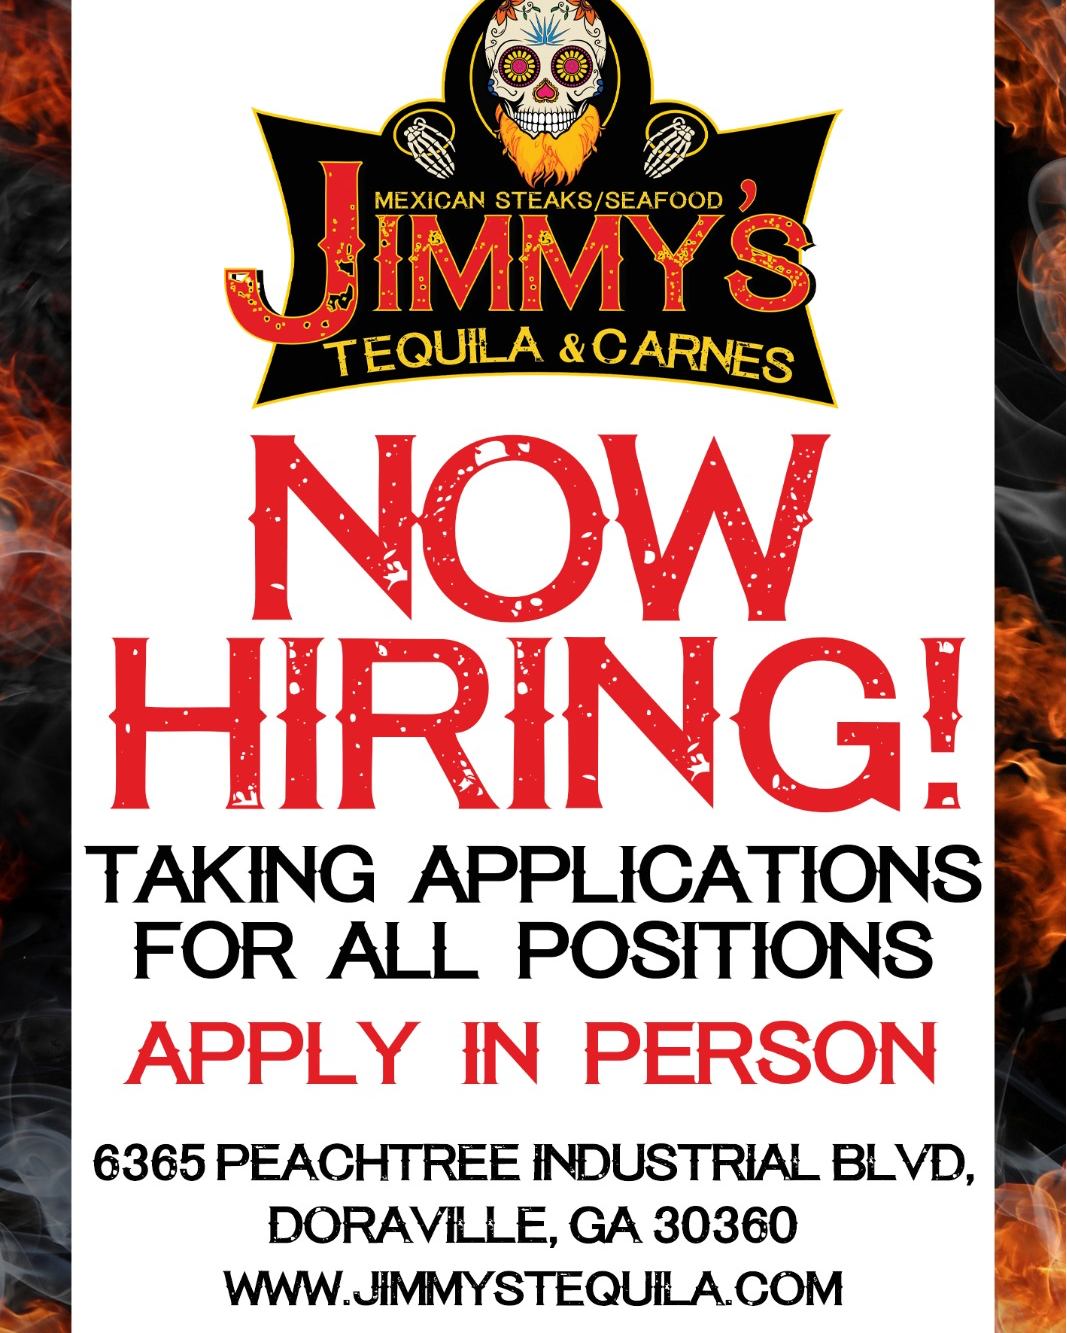 MEXICAN STEAKS/SEAFOOD
JIMMY'S
TEQUILA & CARNES
NOW
HIRING!
TAKING APPLICATIONS
FOR ALL POSITIONS
APPLY IN PERSON
6365 PEACHTREE INDUSTRIAL BLVD,
DORAVILLE, GA 30360
WWW.JIMMYSTEQUILA.COM